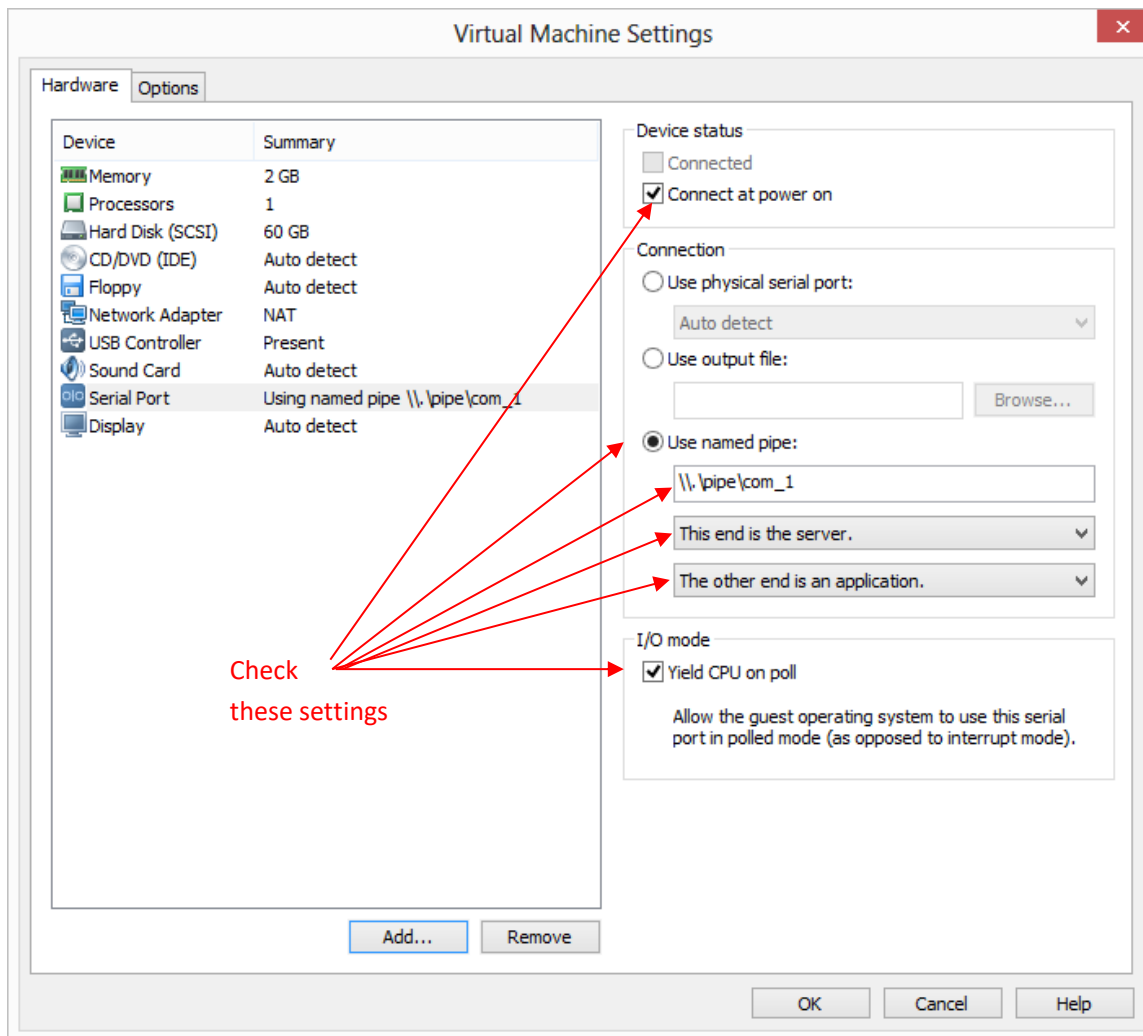 Virtual Machine Settings
Hardware
Options
Device Summary
Memory 2 GB
Processors 1
Hard Disk (SCSI) 60 GB
CD/DVD (IDE) Auto detect
Floppy Auto detect
Network Adapter NAT
USB Controller Present
Sound Card Auto detect
Serial Port Using named pipe \\.\pipe\com_1
Display Auto detect
Check
these settings
Add...
Remove
Device status
Connected
Connect at power on
Connection
Use physical serial port:
Auto detect
Use output file:
Browse...
Use named pipe:
\\.\pipe\com_1
This end is the server.
The other end is an application.
I/O mode
Yield CPU on poll
Allow the guest operating system to use this serial
port in polled mode (as opposed to interrupt mode).
OK
Cancel
Help